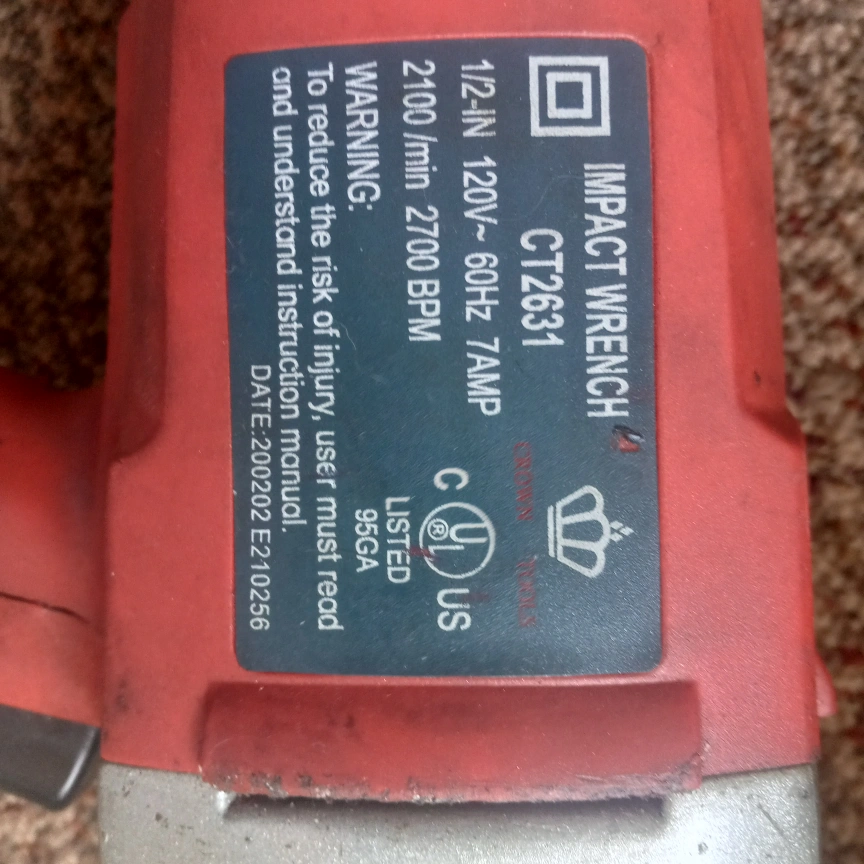 IMPACT WRENCH
CT2631
1/2-IN 120V~ 60Hz 7AMP
2100 /min 2700 BPM
CROWN TOOLS
C UL® US
LISTED
95GA
WARNING:
To reduce the risk of injury, user must read
and understand instruction manual.
DATE:200202 E210256